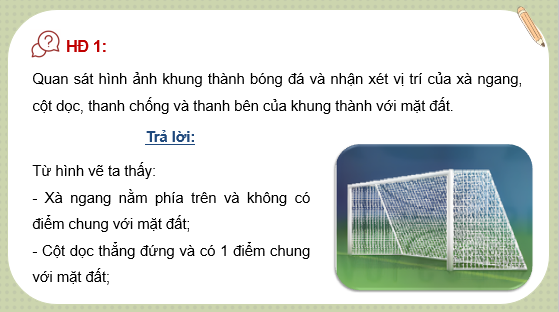 HĐ 1:
Quan sát hình ảnh khung thành bóng đá và nhận xét vị trí của xà ngang,
cột dọc, thanh chống và thanh bên của khung thành với mặt đất.
Trả lời:
Từ hình vẽ ta thấy:
- Xà ngang nằm phía trên và không có
điểm chung với mặt đất;
- Cột dọc thẳng đứng và có 1 điểm chung
với mặt đất;